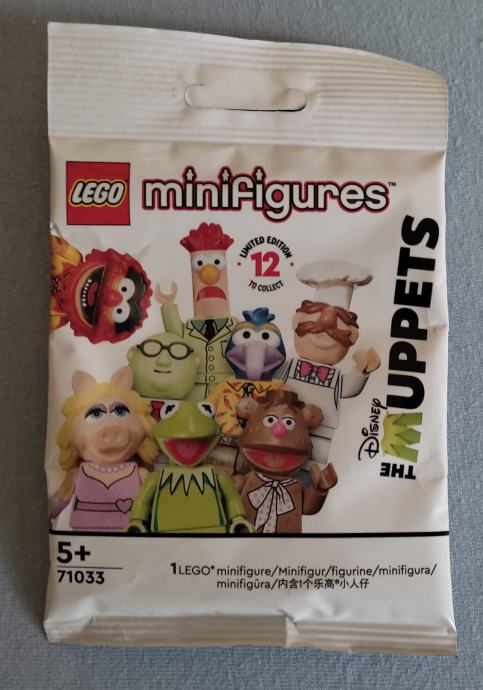 LEGO minifigures™
LIMITED EDITION
12
TO COLLECT
Disney
THE MUPPETS
5+
71033
1 LEGO® minifigure/Minifigur/figurine/minifigura/
minifigūra/内含1个乐高®小人仔